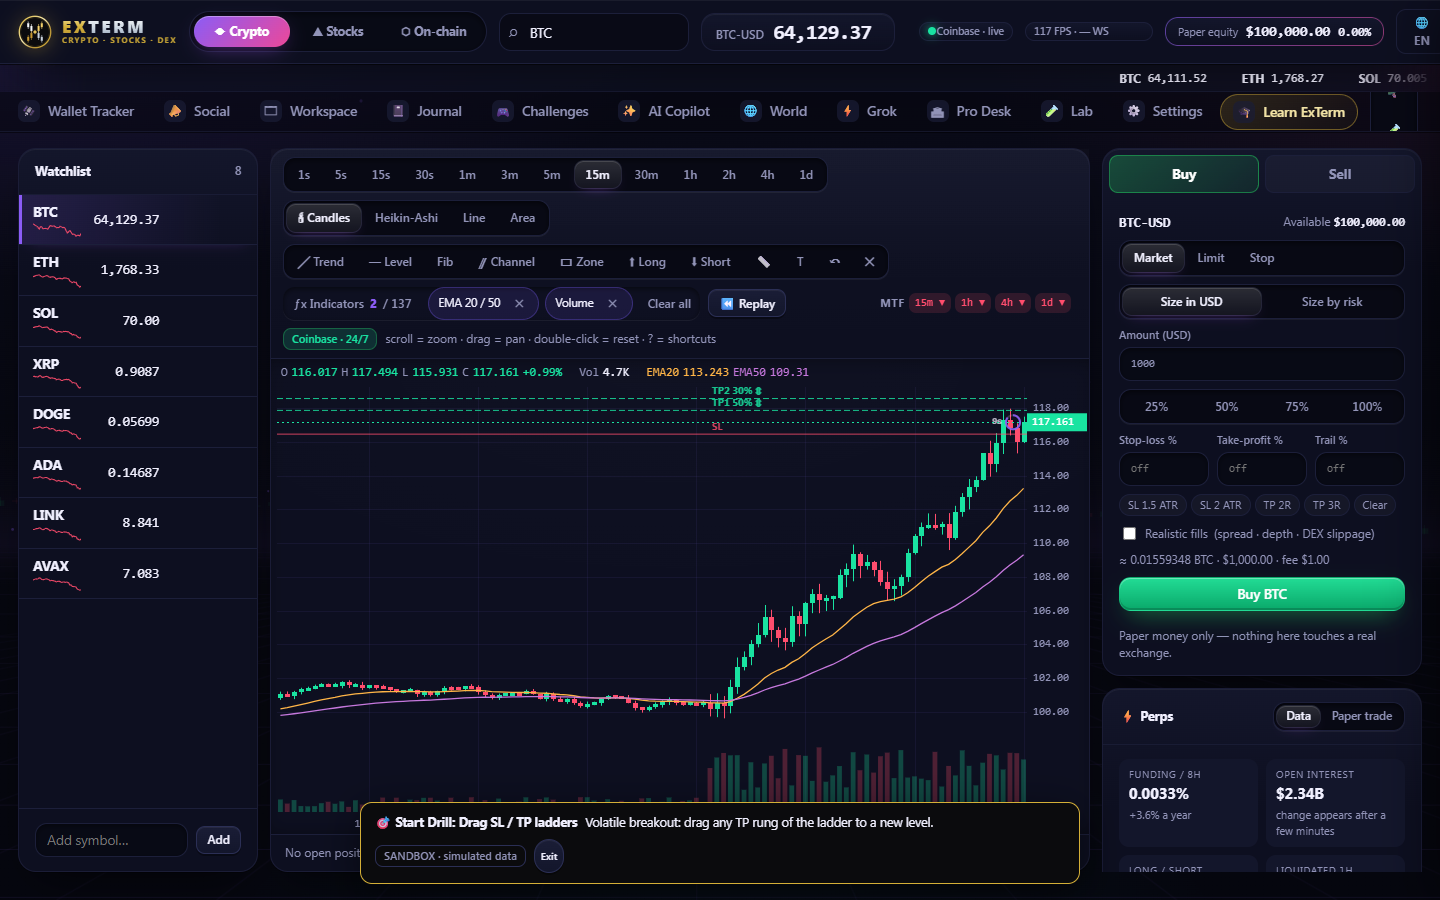 EXTERM
CRYPTO · STOCKS · DEX
Crypto
Stocks
On-chain
BTC
BTC-USD 64,129.37
Coinbase · live
117 FPS · — WS
Paper equity $100,000.00 0.00%
EN
BTC 64,111.52 ETH 1,768.27 SOL 70.005
Wallet Tracker
Social
Workspace
Journal
Challenges
AI Copilot
World
Grok
Pro Desk
Lab
Settings
Learn ExTerm
Watchlist 8
BTC 64,129.37
ETH 1,768.33
SOL 70.00
XRP 0.9087
DOGE 0.05699
ADA 0.14687
LINK 8.841
AVAX 7.083
Add symbol... Add
1s 5s 15s 30s 1m 3m 5m 15m 30m 1h 2h 4h 1d
Candles Heikin-Ashi Line Area
Trend Level Fib Channel Zone Long Short T
ƒx Indicators 2 / 137 EMA 20 / 50 × Volume × Clear all Replay MTF 15m ▼ 1h ▼ 4h ▼ 1d ▼
Coinbase · 24/7 scroll = zoom · drag = pan · double-click = reset · ? = shortcuts
O 116.017 H 117.494 L 115.931 C 117.161 +0.99% Vol 4.7K EMA20 113.243 EMA50 109.31
TP2 30%
TP1 50%
SL
118.00
117.161
116.00
114.00
112.00
110.00
108.00
106.00
104.00
102.00
100.00
No open posit
Start Drill: Drag SL / TP ladders Volatile breakout: drag any TP rung of the ladder to a new level.
SANDBOX · simulated data Exit
Buy Sell
BTC-USD Available $100,000.00
Market Limit Stop
Size in USD Size by risk
Amount (USD)
1000
25% 50% 75% 100%
Stop-loss % Take-profit % Trail %
off off off
SL 1.5 ATR SL 2 ATR TP 2R TP 3R Clear
Realistic fills (spread · depth · DEX slippage)
≈ 0.01559348 BTC · $1,000.00 · fee $1.00
Buy BTC
Paper money only — nothing here touches a real
exchange.
Perps Data Paper trade
FUNDING / 8H
0.0033%
+3.6% a year
OPEN INTEREST
$2.34B
change appears after a
few minutes
LONG / SHORT
LIQUIDATED 1H